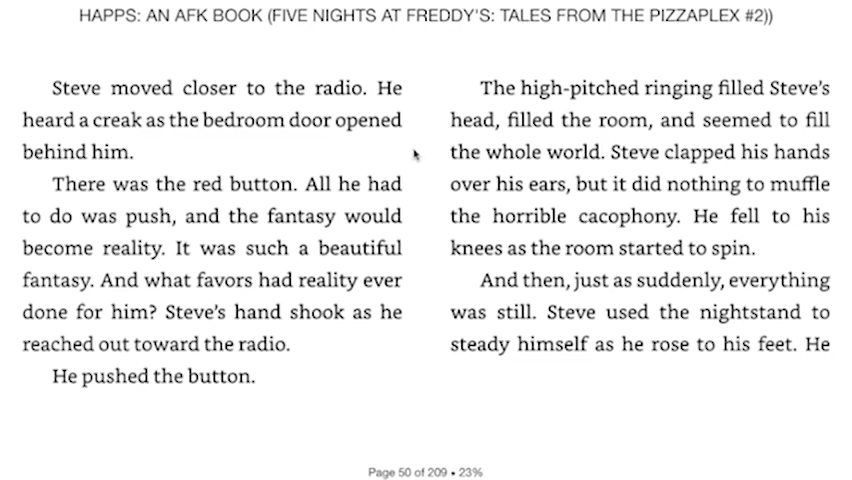 HAPPS: AN AFK BOOK (FIVE NIGHTS AT FREDDY'S: TALES FROM THE PIZZAPLEX #2))
Steve moved closer to the radio. He
heard a creak as the bedroom door opened
behind him.
There was the red button. All he had
to do was push, and the fantasy would
become reality. It was such a beautiful
fantasy. And what favors had reality ever
done for him? Steve’s hand shook as he
reached out toward the radio.
He pushed the button.
The high-pitched ringing filled Steve’s
head, filled the room, and seemed to fill
the whole world. Steve clapped his hands
over his ears, but it did nothing to muffle
the horrible cacophony. He fell to his
knees as the room started to spin.
And then, just as suddenly, everything
was still. Steve used the nightstand to
steady himself as he rose to his feet. He
Page 50 of 209 • 23%